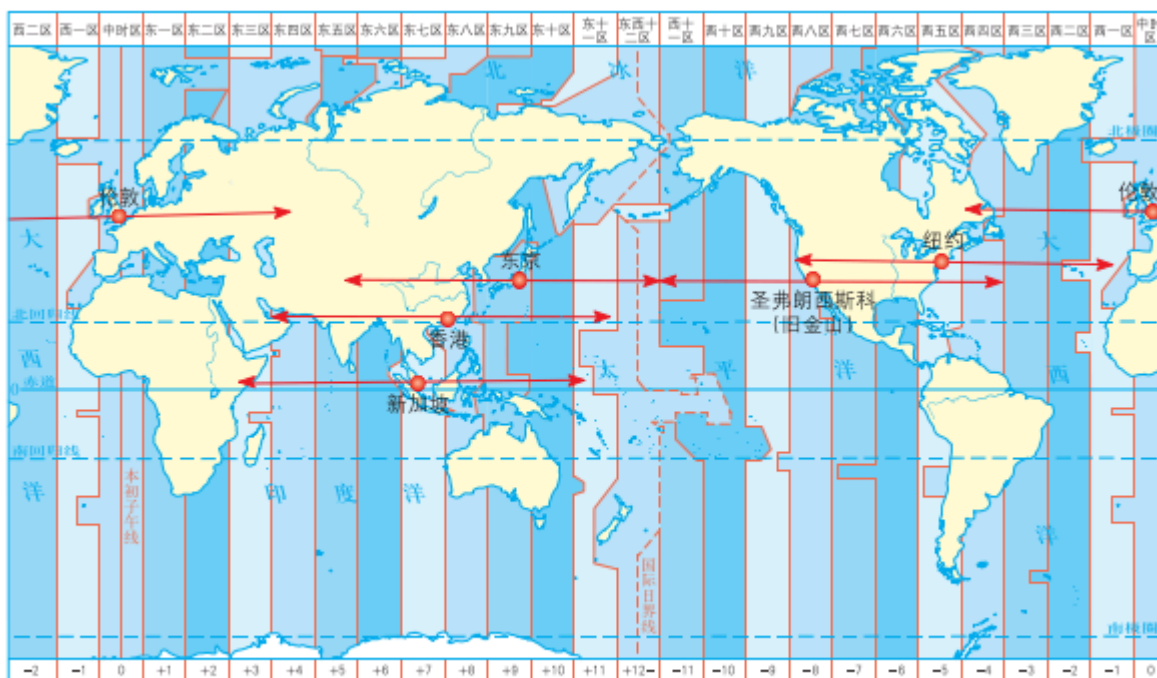 西二区 西一区 中时区 东一区 东二区 东三区 东四区 东五区 东六区 东七区 东八区 东九区 东十区 东十一区 东西十二区 西十一区 西十区 西九区 西八区 西七区 西六区 西五区 西四区 西三区 西二区 西一区 中时区
北冰洋
北极圈
伦敦
伦敦
纽约
大
大
东京
圣弗朗西斯科
（旧金山）
北回归线
香港
西
太平洋
西
0 赤道
新加坡
南回归线
洋
印度洋
洋
本初子午线
国际日界线
南极圈
-2 -1 0 +1 +2 +3 +4 +5 +6 +7 +8 +9 +10 +11 +12- -11 -10 -9 -8 -7 -6 -5 -4 -3 -2 -1 0